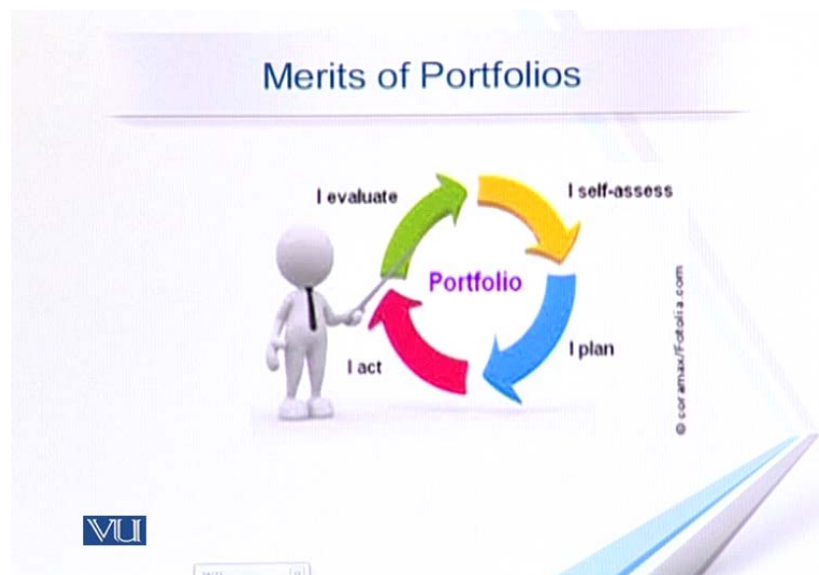 Merits of Portfolios
I evaluate
I self-assess
Portfolio
I act
I plan
© coramax/Fotolia.com
VU